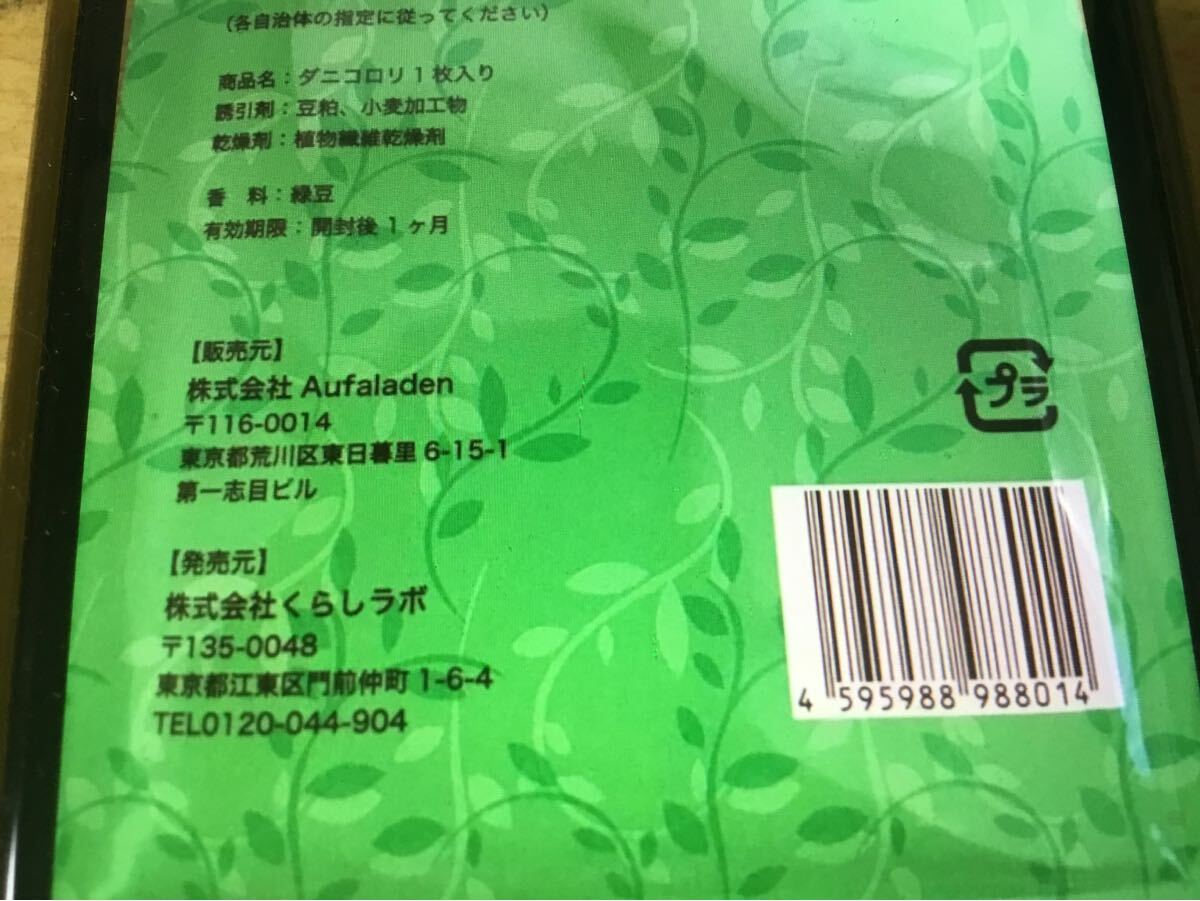 (各自治体の指定に従ってください)
商品名：ダニコロリ 1 枚入り
誘引剤：豆粕、小麦加工物
乾燥剤：植物繊維乾燥剤
香　料：緑豆
有効期限：開封後 1 ヶ月
【販売元】
株式会社 Aufaladen
〒116-0014
東京都荒川区東日暮里 6-15-1
第一志目ビル
【発売元】
株式会社くらしラボ
〒135-0048
東京都江東区門前仲町 1-6-4
TEL0120-044-904
プラ
4 595988 988014